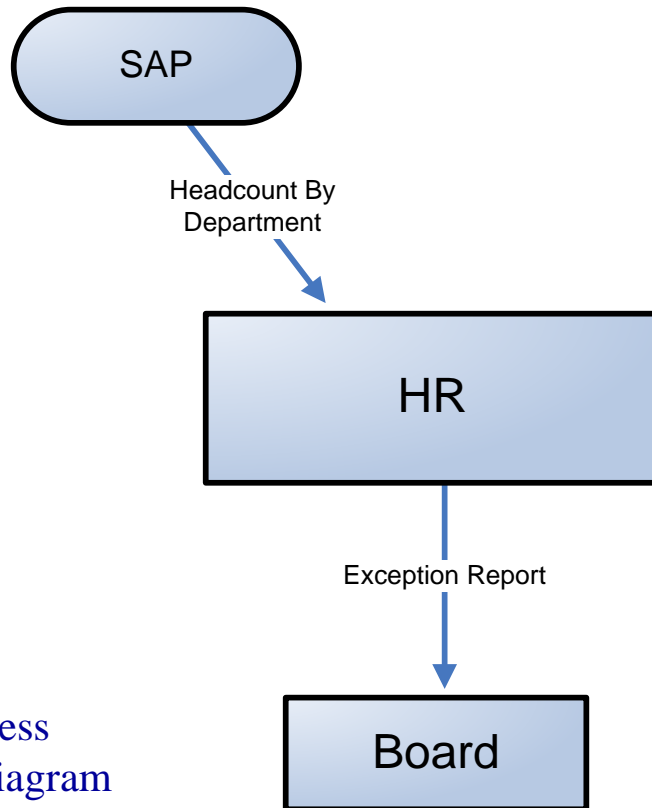 SAP
Headcount By
Department
HR
Exception Report
ess
iagram
Board